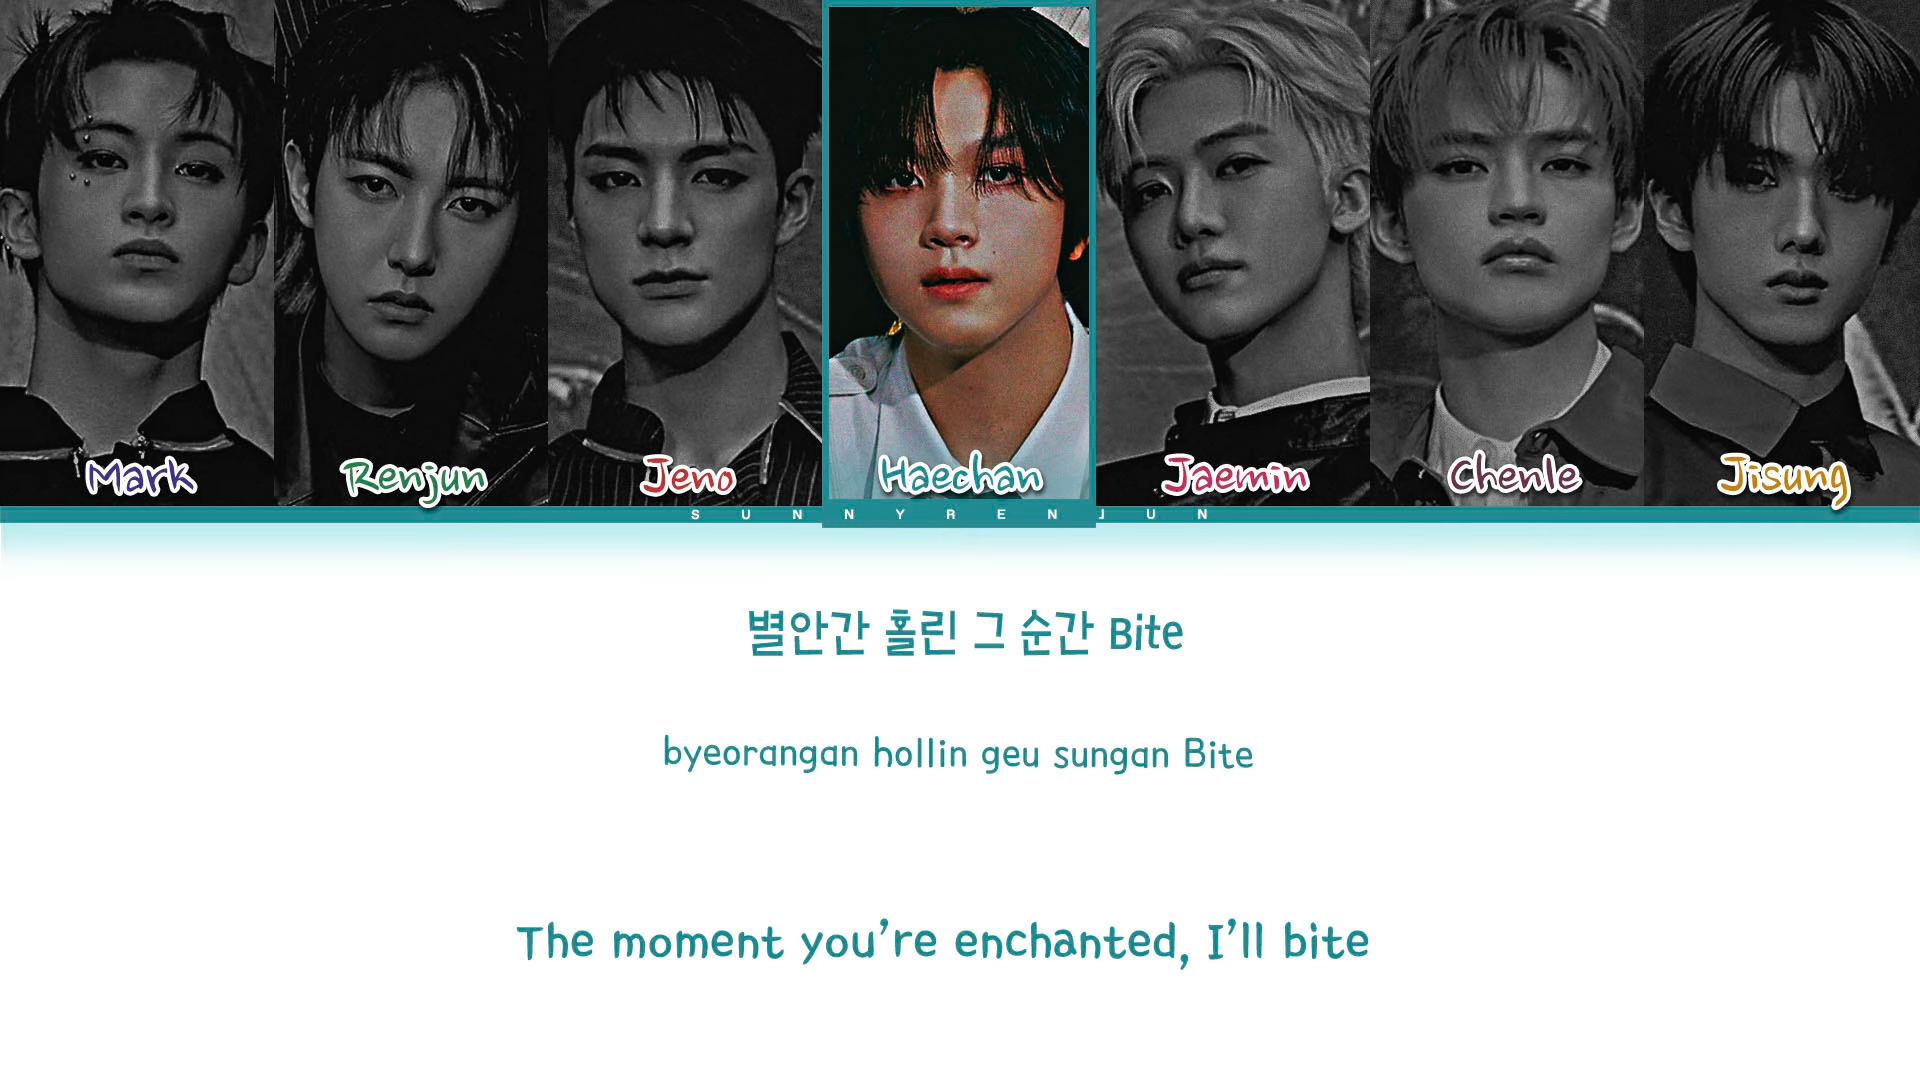 Mark
Renjun
Jeno
Haechan
Jaemin
Chenle
Jisung
SUNNYRENJUN
별안간 홀린 그 순간 Bite
byeorangan hollin geu sungan Bite
The moment you're enchanted, I'll bite